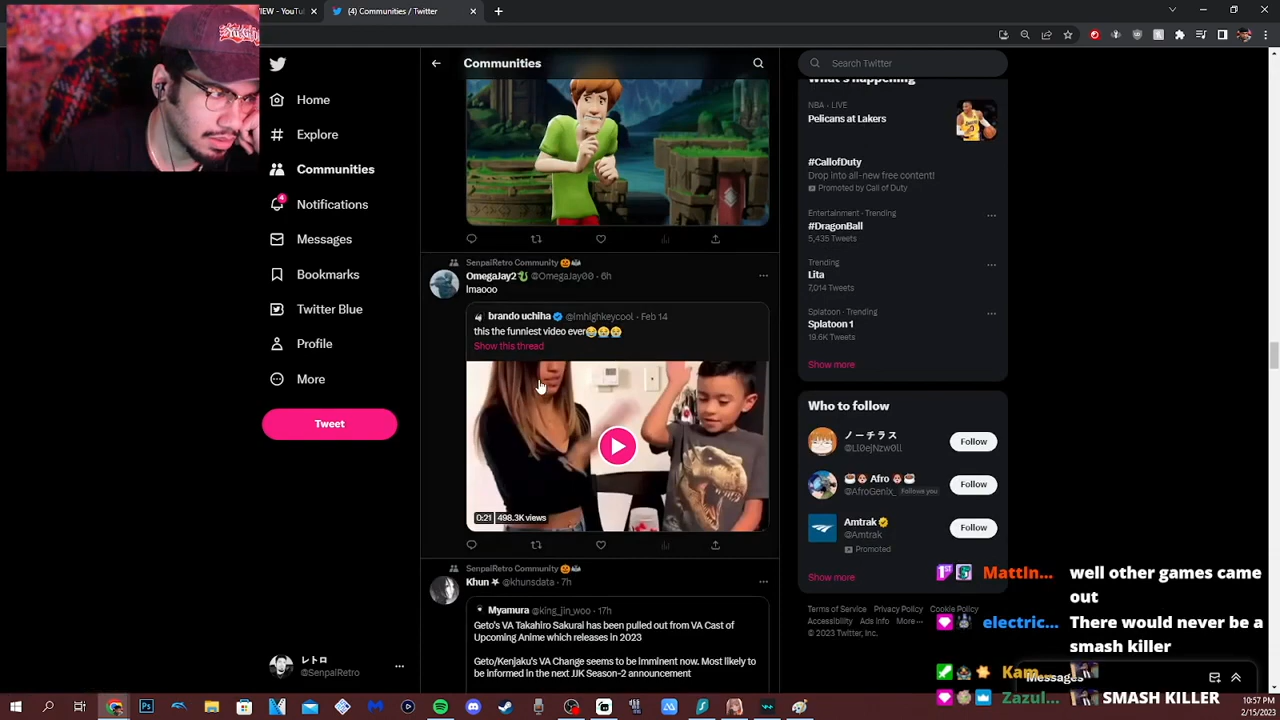 IEW - YouTu
(4) Communities / Twitter
Home
Explore
Communities
4
Notifications
Messages
Bookmarks
Twitter Blue
Profile
More
Tweet
レトロ
@SenpaiRetro
Communities
SenpaiRetro Community
OmegaJay2 @OmegaJay00 · 6h
lmaooo
brando uchiha @Imhighkeycool · Feb 14
this the funniest video ever
Show this thread
0:21 498.3K views
SenpaiRetro Community
Khun @khunsdata · 7h
Myamura @king_jin_woo · 17h
Geto's VA Takahiro Sakurai has been pulled out from VA Cast of
Upcoming Anime which releases in 2023
Geto/Kenjaku's VA Change seems to be imminent now. Most likely to
be informed in the next JJK Season-2 announcement
Search Twitter
What's happening
NBA · LIVE
Pelicans at Lakers
#CallofDuty
Drop into all-new free content!
Promoted by Call of Duty
Entertainment · Trending
#DragonBall
5,435 Tweets
Trending
Lita
7,014 Tweets
Splatoon · Trending
Splatoon 1
19.6K Tweets
Show more
Who to follow
ノーチラス
@Ll0ejNzw0ll
Follow
Afro
@AfroGenix_ Follows you
Follow
Amtrak
@Amtrak
Follow
Promoted
Show more
Terms of Service Privacy Policy Cookie Policy
Accessibility Ads info More ...
© 2023 Twitter, Inc.
MattIn... well other games came
out
electric... There would never be a
smash killer
Kam...
Messages
Zazul... SMASH KILLER
10:57 PM
2/15/2023